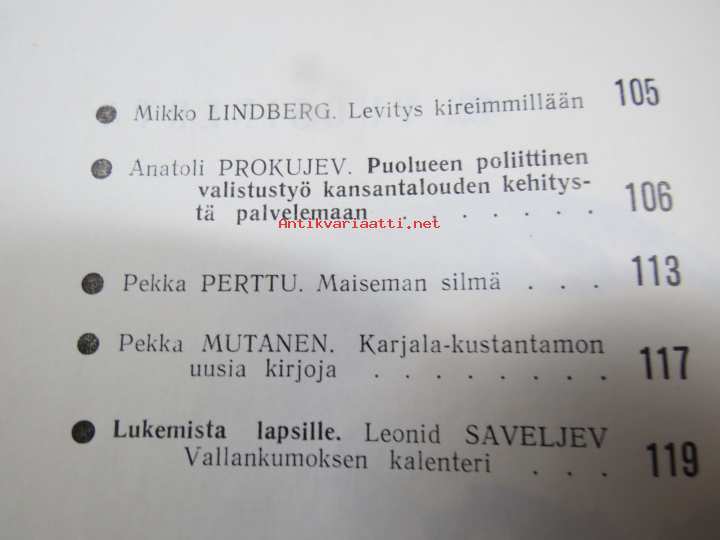 Mikko LINDBERG. Levitys kireimmillään 105
Anatoli PROKUJEV. Puolueen poliittinen
valistustyö kansantalouden kehitys-
tä palvelemaan . . . . . . 106
Antikvariaatti.net
Pekka PERTTU. Maiseman silmä . . . 113
Pekka MUTANEN. Karjala-kustantamon
uusia kirjoja . . . . . . . . 117
Lukemista lapsille. Leonid SAVELJEV
Vallankumoksen kalenteri . . . 119